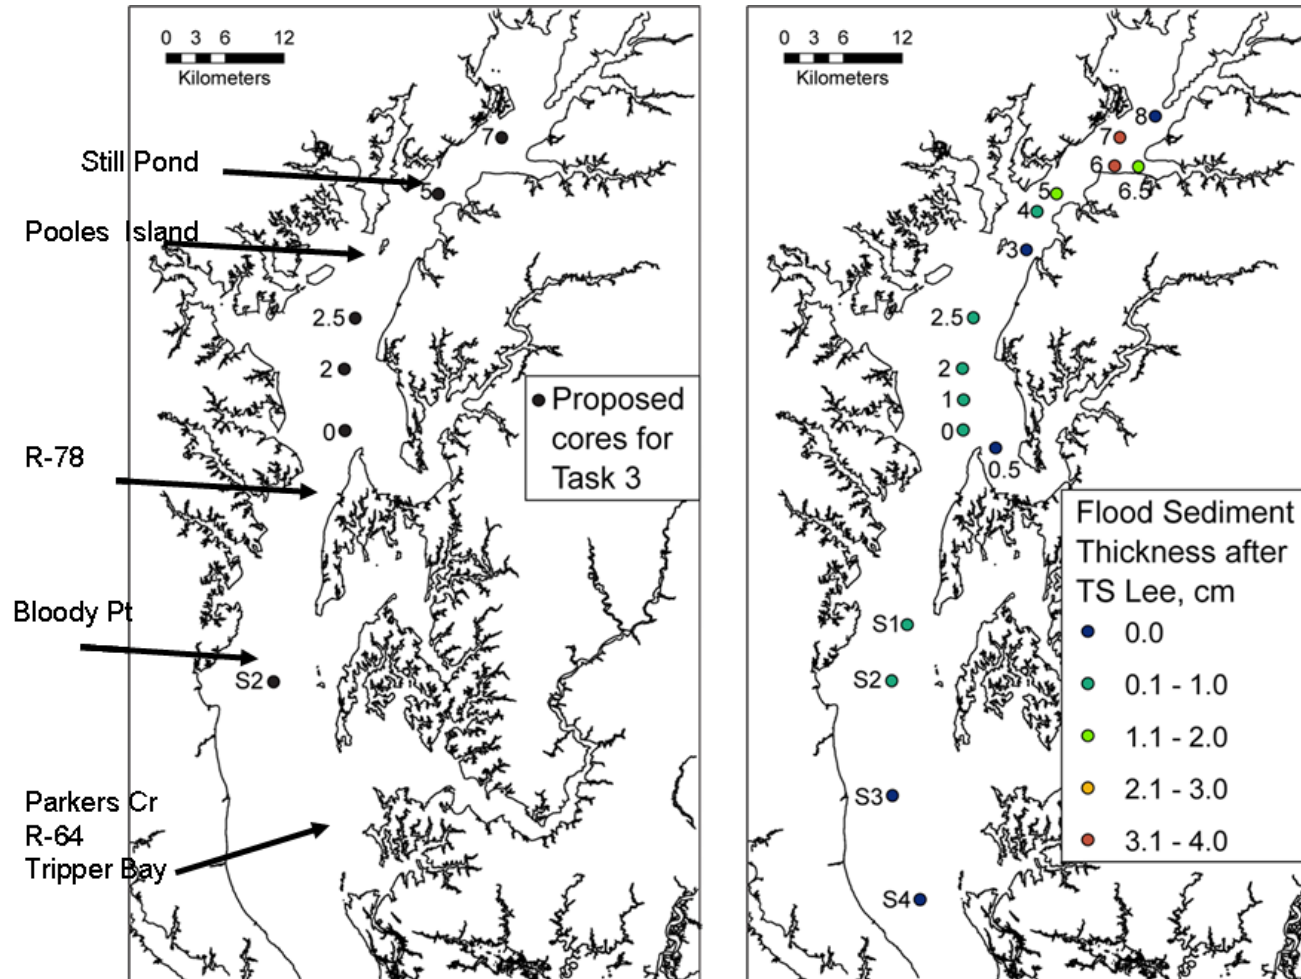 0 3 6 12
Kilometers
7
Still Pond
5
Pooles Island
2.5
2
0
Proposed
cores for
Task 3
R-78
Bloody Pt
S2
Parkers Cr
R-64
Tripper Bay
0 3 6 12
Kilometers
8
7
6
6.5
5
4
3
2.5
2
1
0
0.5
Flood Sediment
Thickness after
TS Lee, cm
0.0
0.1 - 1.0
1.1 - 2.0
2.1 - 3.0
3.1 - 4.0
S1
S2
S3
S4